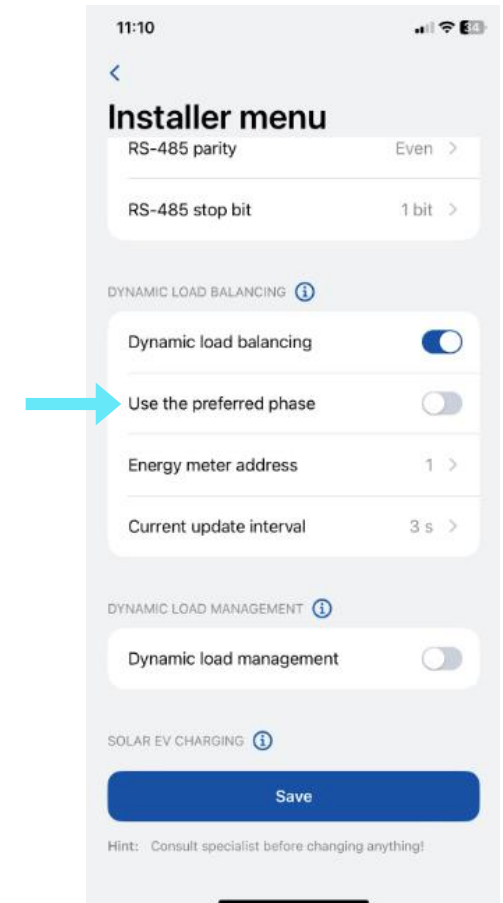 11:10
34
Installer menu
RS-485 parity Even
RS-485 stop bit 1 bit
DYNAMIC LOAD BALANCING
Dynamic load balancing
Use the preferred phase
Energy meter address 1
Current update interval 3 s
DYNAMIC LOAD MANAGEMENT
Dynamic load management
SOLAR EV CHARGING
Save
Hint: Consult specialist before changing anything!